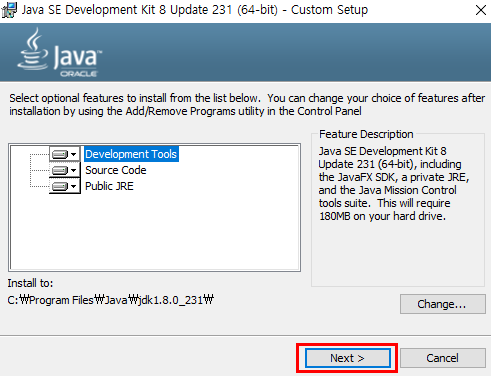 Java SE Development Kit 8 Update 231 (64-bit) - Custom Setup
Java™
ORACLE
Select optional features to install from the list below. You can change your choice of features after
installation by using the Add/Remove Programs utility in the Control Panel
Development Tools
Source Code
Public JRE
Feature Description
Java SE Development Kit 8
Update 231 (64-bit), including
the JavaFX SDK, a private JRE,
and the Java Mission Control
tools suite. This will require
180MB on your hard drive.
Install to:
C:₩Program Files₩Java₩jdk1.8.0_231₩
Change...
Next >
Cancel